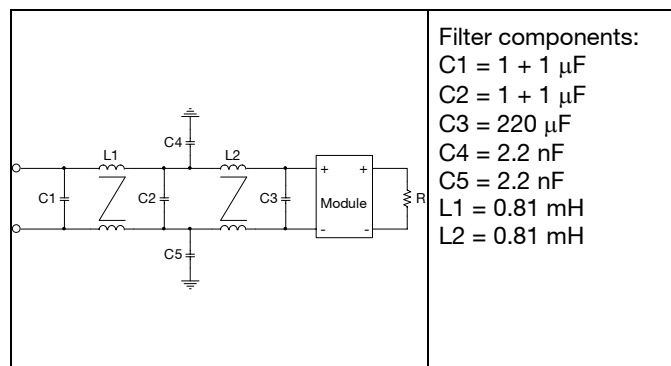 C4
L1
L2
+
+
C1
C2
C3
Module
R
-
-
C5
Filter components:
C1 = 1 + 1 μF
C2 = 1 + 1 μF
C3 = 220 μF
C4 = 2.2 nF
C5 = 2.2 nF
L1 = 0.81 mH
L2 = 0.81 mH